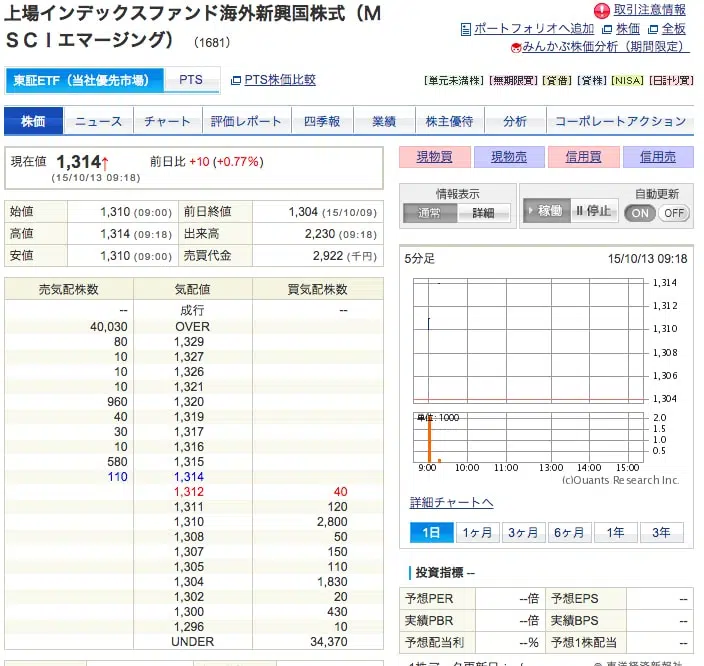 上場インデックスファンド海外新興国株式（Ｍ
ＳＣＩエマージング）（1681）
取引注意情報
ポートフォリオへ追加 株価 全板
みんかぶ株価分析（期間限定）
東証ETF（当社優先市場） PTS PTS株価比較
[単元未満株] [無期限買] [貸借] [貸株] [NISA] [日計り買]
株価 ニュース チャート 評価レポート 四季報 業績 株主優待 分析 コーポレートアクション
現在値 1,314↑ 前日比 +10 (+0.77%)
(15/10/13 09:18)
現物買 現物売 信用買 信用売
情報表示 自動更新
通常 詳細 稼働 停止 ON OFF
始値 1,310 (09:00) 前日終値 1,304 (15/10/09)
高値 1,314 (09:18) 出来高 2,230 (09:18)
安値 1,310 (09:00) 売買代金 2,922 (千円)
売気配株数 気配値 買気配株数
-- 成行 --
40,030 OVER
80 1,329
10 1,327
10 1,326
10 1,321
960 1,320
40 1,319
30 1,317
10 1,316
580 1,315
110 1,314
1,312 40
1,311 120
1,310 2,800
1,308 50
1,307 150
1,305 110
1,304 1,830
1,302 20
1,300 430
1,296 10
UNDER 34,370
5分足 15/10/13 09:18
1,314
1,312
1,310
1,308
1,306
1,304
単位: 1000
2.0
1.5
1.0
0.5
9:00 10:00 11:00 13:00 14:00 15:00
(c)Quants Research Inc.
詳細チャートへ
1日 1ヶ月 3ヶ月 6ヶ月 1年 3年
投資指標 --
予想PER --倍 予想EPS --
実績PBR --倍 実績BPS --
予想配当利 --% 予想1株配当 --